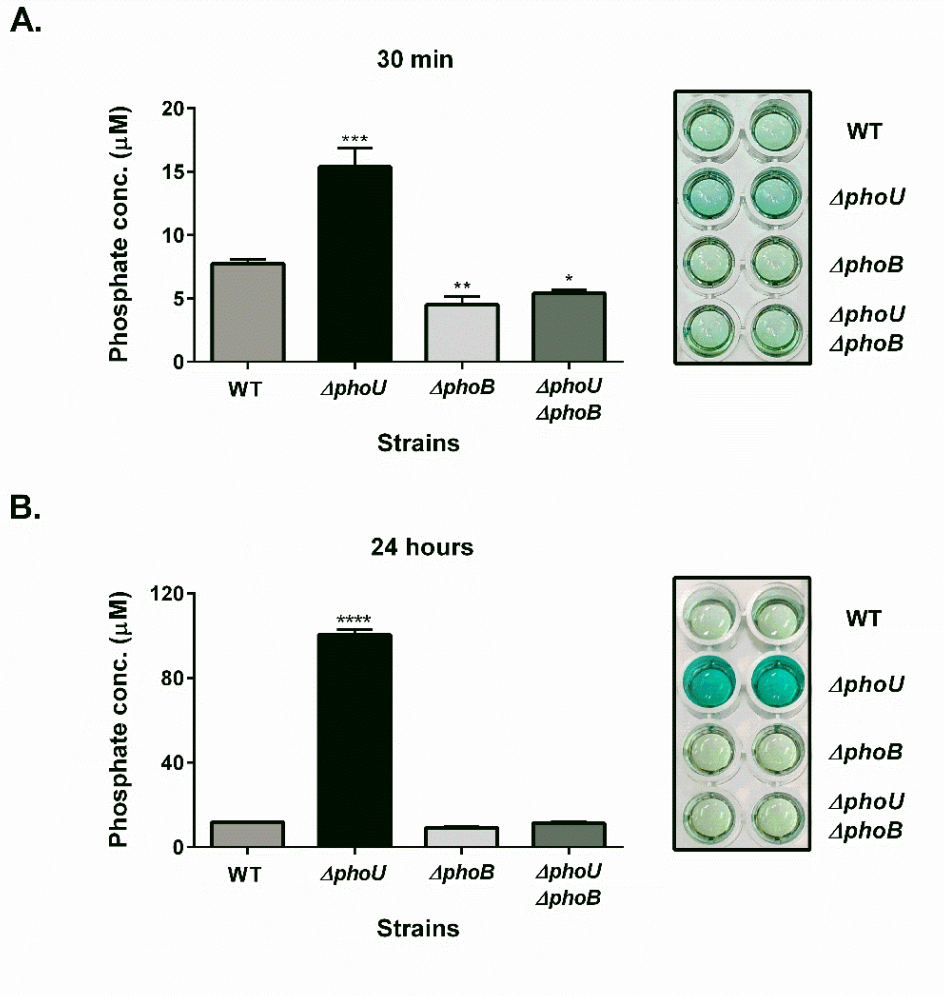 A.
30 min
Phosphate conc. (µM)
20
15
10
5
0
***
**
*
WT
ΔphoU
ΔphoB
ΔphoU
ΔphoB
Strains
WT
ΔphoU
ΔphoB
ΔphoU
ΔphoB
B.
24 hours
Phosphate conc. (µM)
120
80
40
0
****
WT
ΔphoU
ΔphoB
ΔphoU
ΔphoB
Strains
WT
ΔphoU
ΔphoB
ΔphoU
ΔphoB